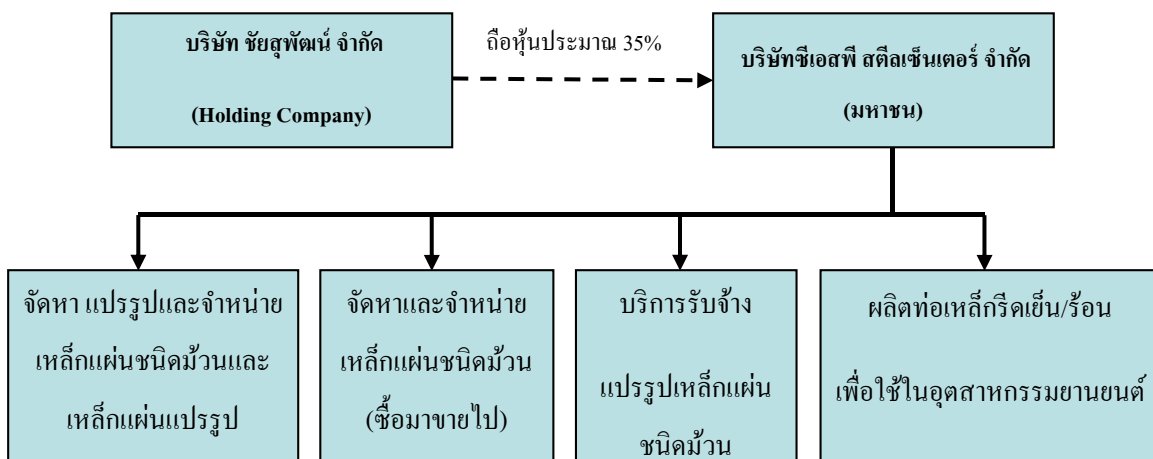 บริษัท ชัยสุพัฒน์ จำกัด
(Holding Company)
ถือหุ้นประมาณ 35%
บริษัทซีเอสพี สตีลเซ็นเตอร์ จำกัด
(มหาชน)
จัดหา แปรรูปและจำหน่าย
เหล็กแผ่นชนิดม้วนและ
เหล็กแผ่นแปรรูป
จัดหาและจำหน่าย
เหล็กแผ่นชนิดม้วน
(ซื้อมาขายไป)
บริการรับจ้าง
แปรรูปเหล็กแผ่น
ชนิดม้วน
ผลิตท่อเหล็กรีดเย็น/ร้อน
เพื่อใช้ในอุตสาหกรรมยานยนต์